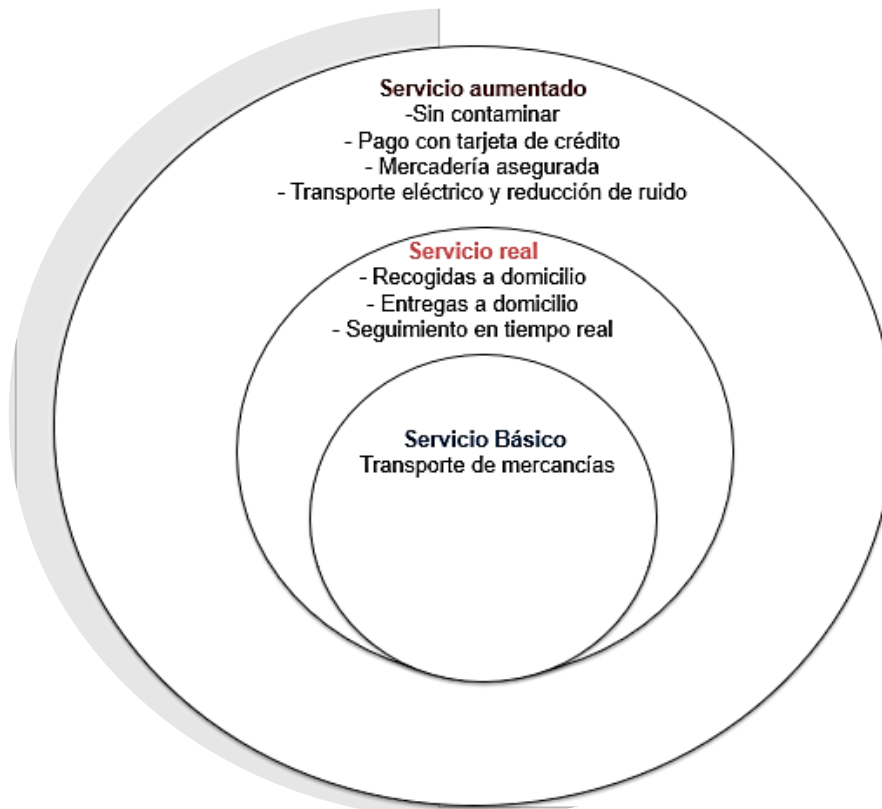 Servicio aumentado
-Sin contaminar
- Pago con tarjeta de crédito
- Mercadería asegurada
- Transporte eléctrico y reducción de ruido
Servicio real
- Recogidas a domicilio
- Entregas a domicilio
- Seguimiento en tiempo real
Servicio Básico
Transporte de mercancías